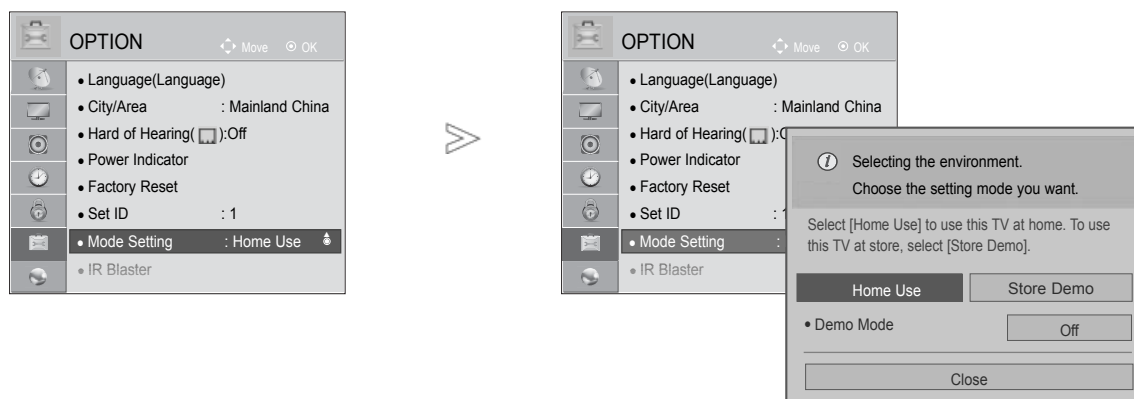 OPTION
Move OK
• Language(Language)
• City/Area : Mainland China
• Hard of Hearing( ):Off
• Power Indicator
• Factory Reset
• Set ID : 1
• Mode Setting : Home Use
• IR Blaster
OPTION
Move OK
• Language(Language)
• City/Area : Mainland China
• Hard of Hearing( ):
• Power Indicator
• Factory Reset
• Set ID :
• Mode Setting :
• IR Blaster
i Selecting the environment.
Choose the setting mode you want.
Select [Home Use] to use this TV at home. To use
this TV at store, select [Store Demo].
Home Use Store Demo
• Demo Mode Off
Close